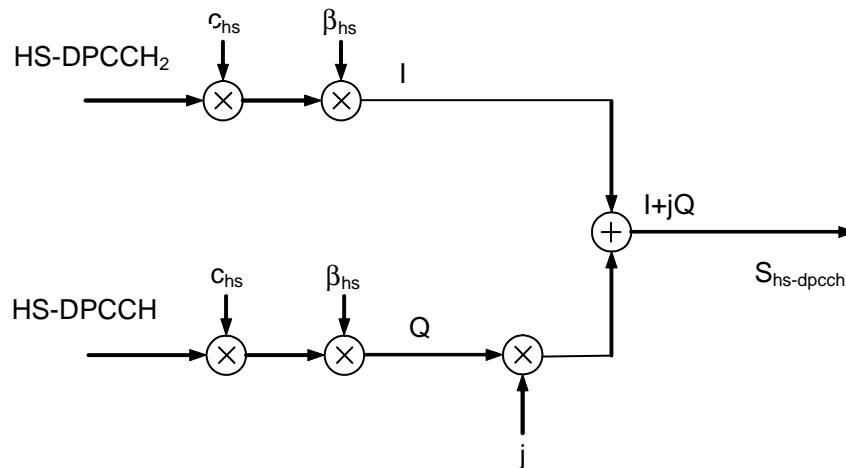 c_hs
β_hs
HS-DPCCH₂
I
I+jQ
S_hs-dpcch
c_hs
β_hs
HS-DPCCH
Q
j